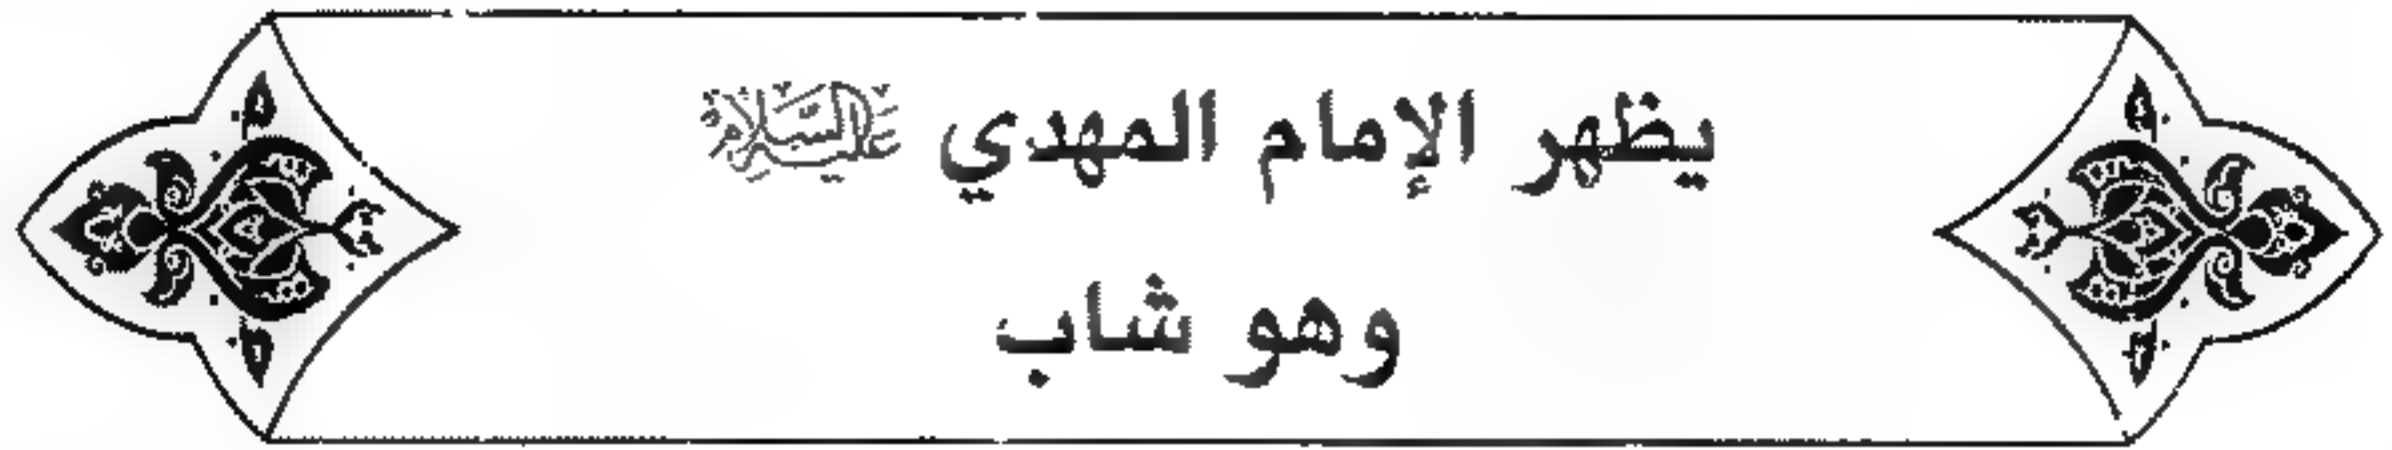 يظهر الإمام المهدي عليه السلام
وهو شاب